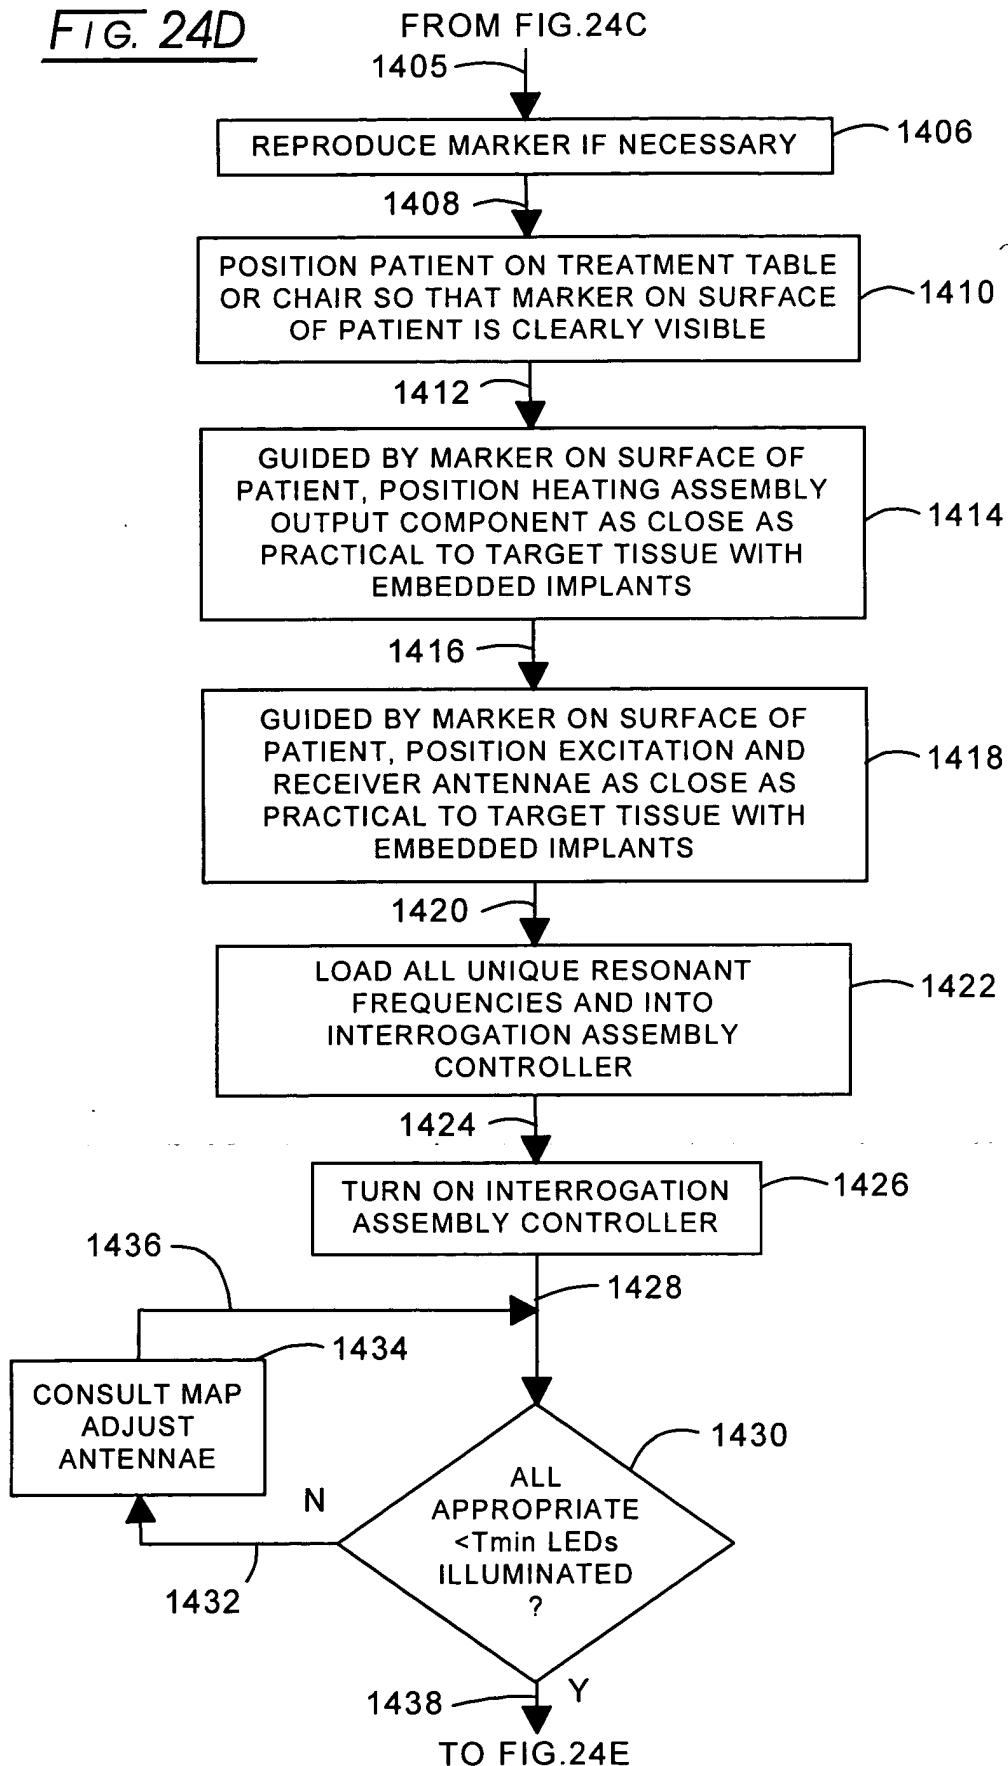 FIG. 24D
FROM FIG.24C
1405
REPRODUCE MARKER IF NECESSARY
1406
1408
POSITION PATIENT ON TREATMENT TABLE
OR CHAIR SO THAT MARKER ON SURFACE
OF PATIENT IS CLEARLY VISIBLE
1410
1412
GUIDED BY MARKER ON SURFACE OF
PATIENT, POSITION HEATING ASSEMBLY
OUTPUT COMPONENT AS CLOSE AS
PRACTICAL TO TARGET TISSUE WITH
EMBEDDED IMPLANTS
1414
1416
GUIDED BY MARKER ON SURFACE OF
PATIENT, POSITION EXCITATION AND
RECEIVER ANTENNAE AS CLOSE AS
PRACTICAL TO TARGET TISSUE WITH
EMBEDDED IMPLANTS
1418
1420
LOAD ALL UNIQUE RESONANT
FREQUENCIES AND INTO
INTERROGATION ASSEMBLY
CONTROLLER
1422
1424
TURN ON INTERROGATION
ASSEMBLY CONTROLLER
1426
1436
1428
1434
CONSULT MAP
ADJUST
ANTENNAE
1430
ALL
APPROPRIATE
<Tmin LEDs
ILLUMINATED
?
N
1432
Y
1438
TO FIG.24E